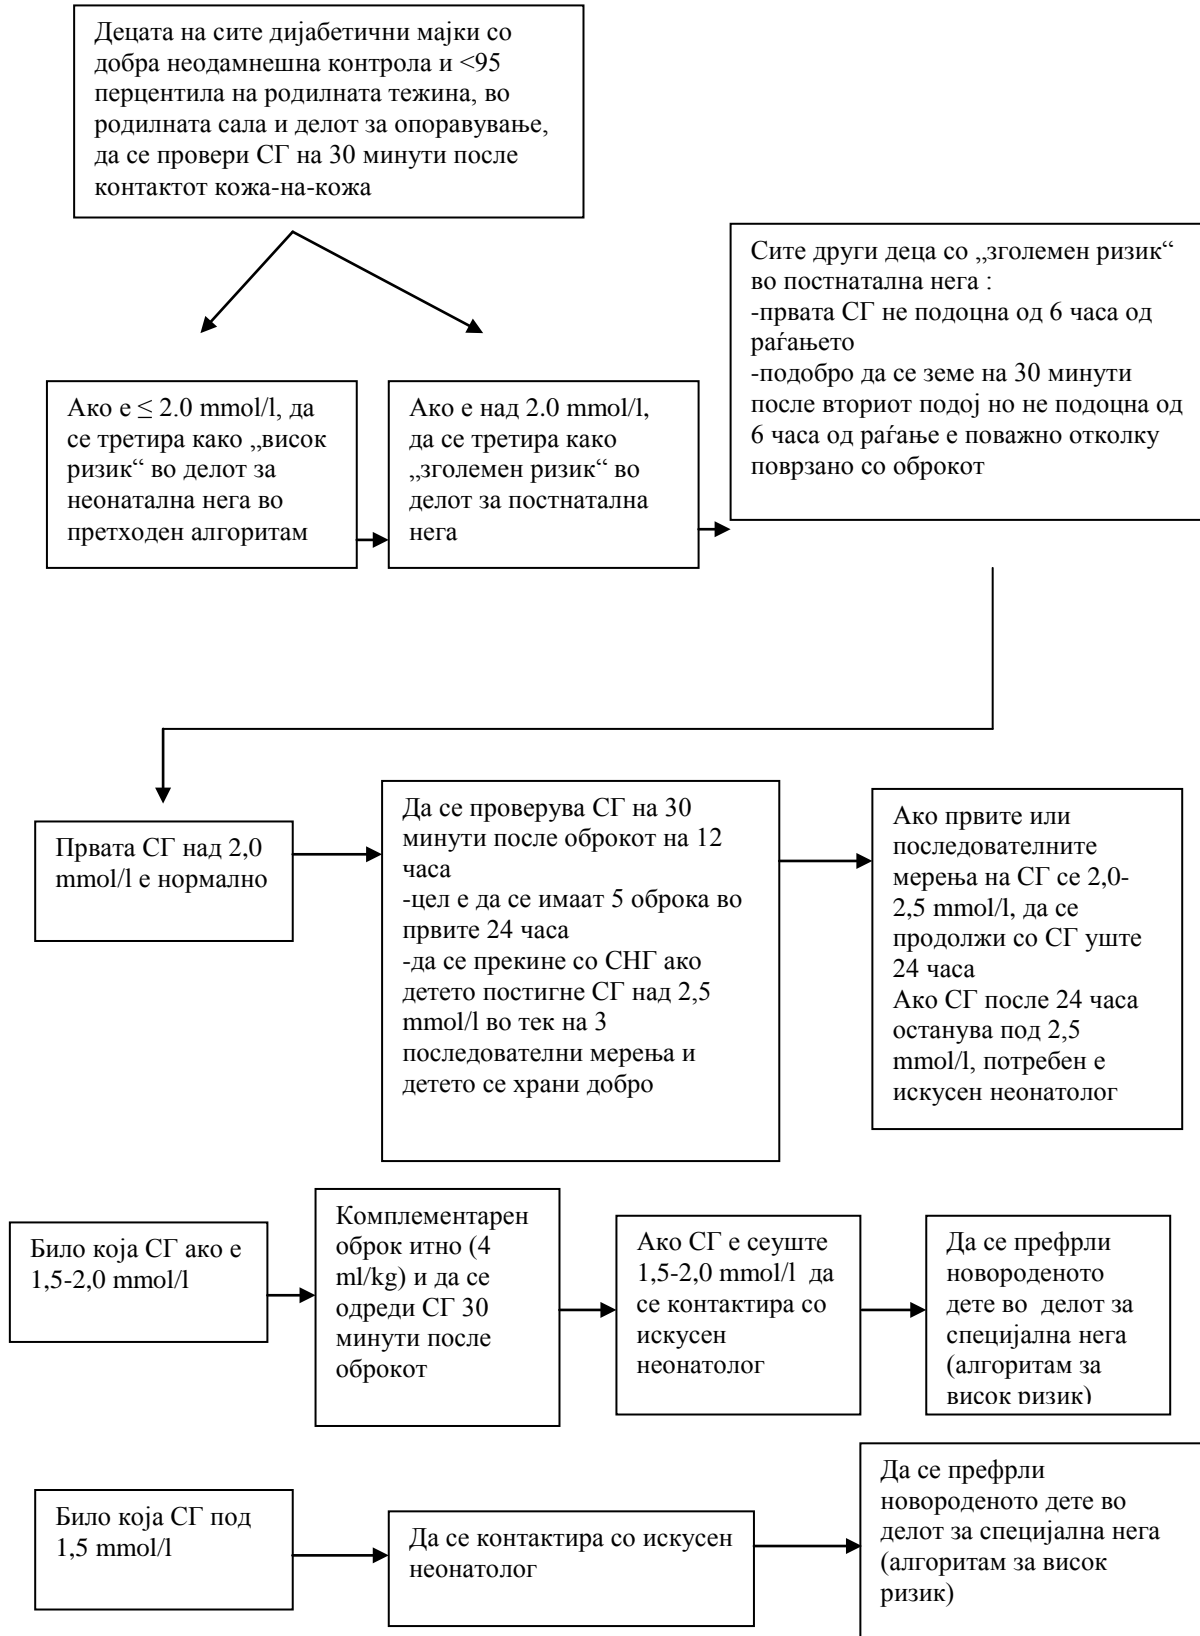 Децата на сите дијабетични мајки со
добра неодамнешна контрола и <95
перцентила на родилната тежина, во
родилната сала и делот за опоравување,
да се провери СГ на 30 минути после
контактот кожа-на-кожа
Сите други деца со „зголемен ризик“
во постнатална нега :
-првата СГ не подоцна од 6 часа од
раѓањето
-подобро да се земе на 30 минути
после вториот подој но не подоцна од
6 часа од раѓање е поважно отколку
поврзано со оброкот
Ако е ≤ 2.0 mmol/l, да
се третира како „висок
ризик“ во делот за
неонатална нега во
претходен алгоритам
Ако е над 2.0 mmol/l,
да се третира како
„зголемен ризик“ во
делот за постнатална
нега
Првата СГ над 2,0
mmol/l е нормално
Да се проверува СГ на 30
минути после оброкот на 12
часа
-цел е да се имаат 5 оброка во
првите 24 часа
-да се прекине со СНГ ако
детето постигне СГ над 2,5
mmol/l во тек на 3
последователни мерења и
детето се храни добро
Ако првите или
последователните
мерења на СГ се 2,0-
2,5 mmol/l, да се
продолжи со СГ уште
24 часа
Ако СГ после 24 часа
останува под 2,5
mmol/l, потребен е
искусен неонатолог
Било која СГ ако е
1,5-2,0 mmol/l
Комплементарен
оброк итно (4
ml/kg) и да се
одреди СГ 30
минути после
оброкот
Ако СГ е сеуште
1,5-2,0 mmol/l да
се контактира со
искусен
неонатолог
Да се префрли
новороденото
дете во делот за
специјална нега
(алгоритам за
висок ризик)
Било која СГ под
1,5 mmol/l
Да се контактира со искусен
неонатолог
Да се префрли
новороденото дете во
делот за специјална нега
(алгоритам за висок
ризик)